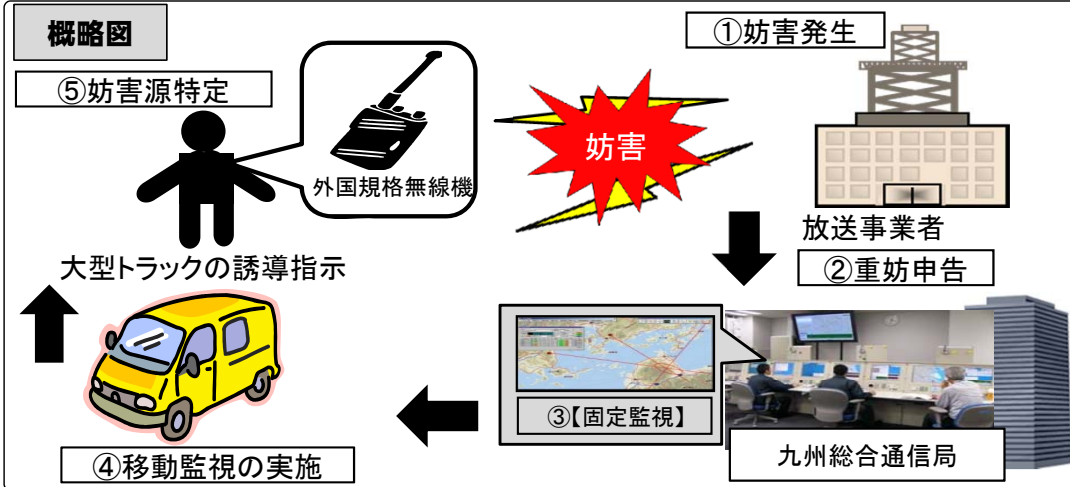 概略図
①妨害発生
⑤妨害源特定
外国規格無線機
妨害
放送事業者
②重妨申告
大型トラックの誘導指示
③【固定監視】
九州総合通信局
④移動監視の実施